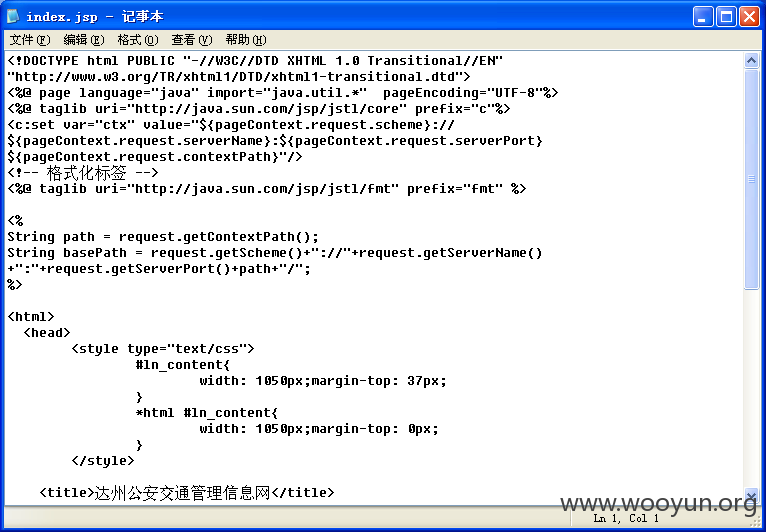 index.jsp - 记事本
文件(F) 编辑(E) 格式(O) 查看(V) 帮助(H)
<!DOCTYPE html PUBLIC "-//W3C//DTD XHTML 1.0 Transitional//EN"
"http://www.w3.org/TR/xhtml1/DTD/xhtml1-transitional.dtd">
<%@ page language="java" import="java.util.*"  pageEncoding="UTF-8"%>
<%@ taglib uri="http://java.sun.com/jsp/jstl/core" prefix="c"%>
<c:set var="ctx" value="${pageContext.request.scheme}://
${pageContext.request.serverName}:${pageContext.request.serverPort}
${pageContext.request.contextPath}"/>
<!-- 格式化标签 -->
<%@ taglib uri="http://java.sun.com/jsp/jstl/fmt" prefix="fmt" %>
<%
String path = request.getContextPath();
String basePath = request.getScheme()+"://"+request.getServerName()
+":"+request.getServerPort()+path+"/";
%>
<html>
<head>
<style type="text/css">
#ln_content{
width: 1050px;margin-top: 37px;
}
*html #ln_content{
width: 1050px;margin-top: 0px;
}
</style>
<title>达州公安交通管理信息网</title>
www.wooyun.org
Ln 1, Col 1